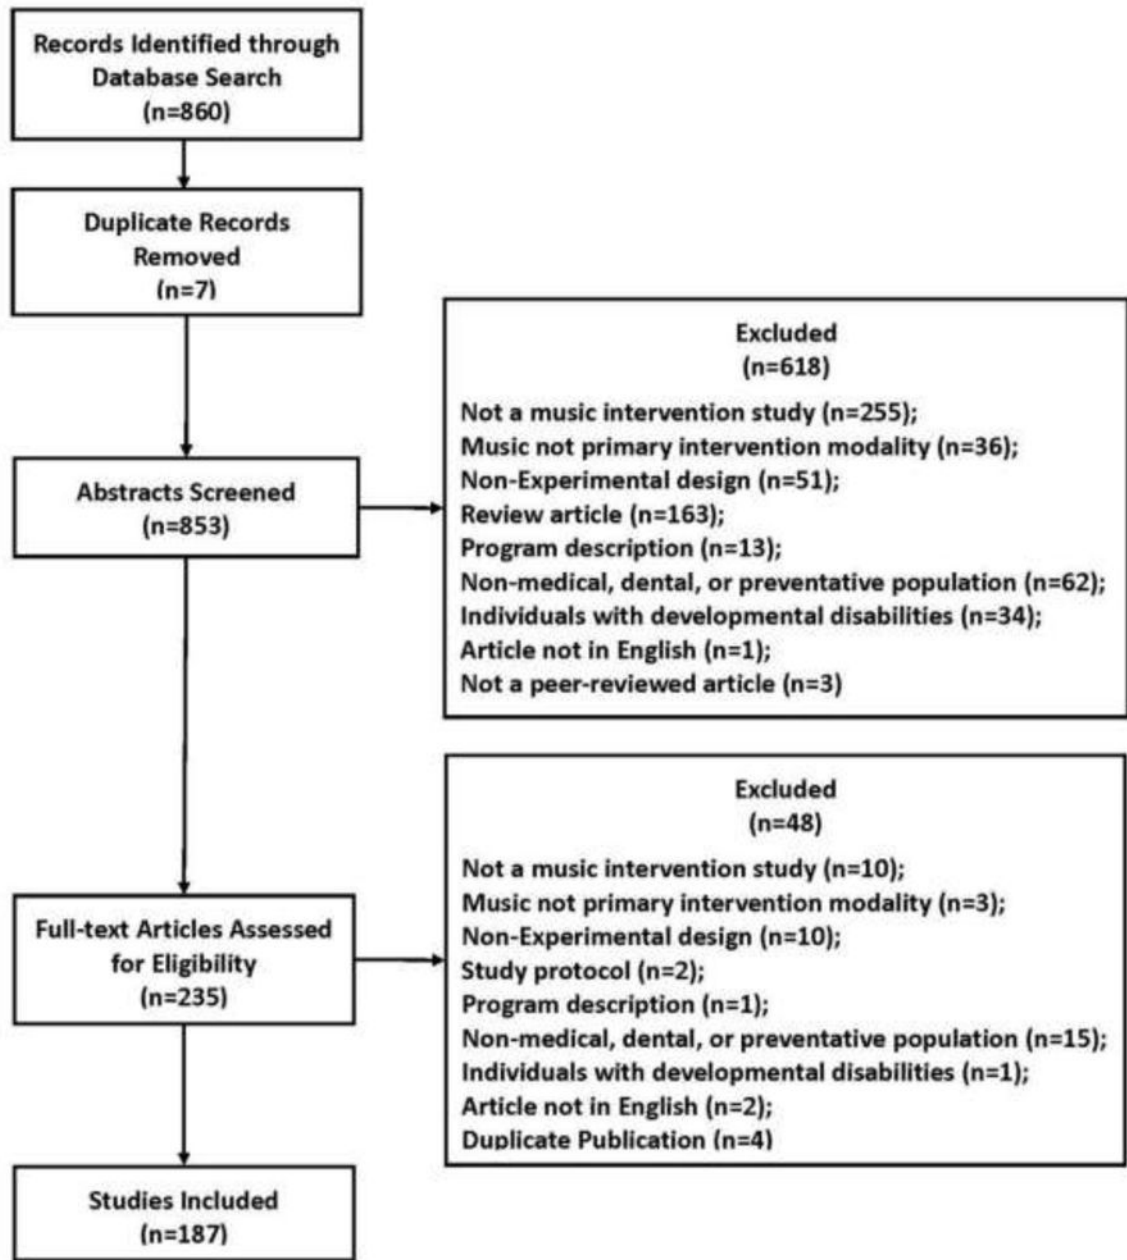 Records Identified through
Database Search
(n=860)
Duplicate Records
Removed
(n=7)
Abstracts Screened
(n=853)
Excluded
(n=618)
Not a music intervention study (n=255);
Music not primary intervention modality (n=36);
Non-Experimental design (n=51);
Review article (n=163);
Program description (n=13);
Non-medical, dental, or preventative population (n=62);
Individuals with developmental disabilities (n=34);
Article not in English (n=1);
Not a peer-reviewed article (n=3)
Full-text Articles Assessed
for Eligibility
(n=235)
Excluded
(n=48)
Not a music intervention study (n=10);
Music not primary intervention modality (n=3);
Non-Experimental design (n=10);
Study protocol (n=2);
Program description (n=1);
Non-medical, dental, or preventative population (n=15);
Individuals with developmental disabilities (n=1);
Article not in English (n=2);
Duplicate Publication (n=4)
Studies Included
(n=187)